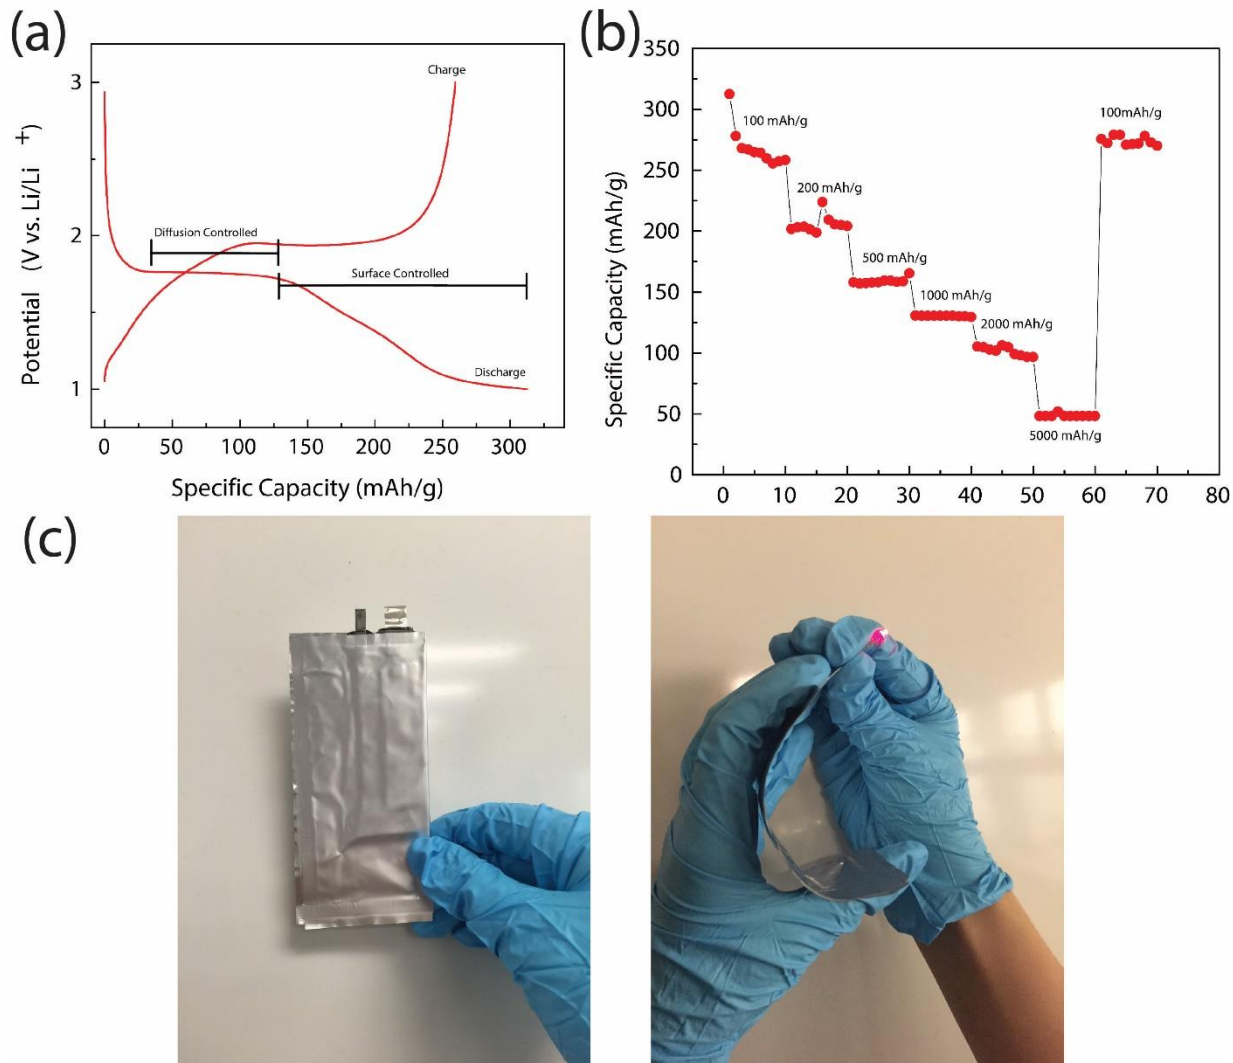 (a)
Potential (V vs. Li/Li +)
3
2
1
Charge
Diffusion Controlled
Surface Controlled
Discharge
0 50 100 150 200 250 300
Specific Capacity (mAh/g)
(b)
Specific Capacity (mAh/g)
350
300
250
200
150
100
50
0
100 mAh/g
200 mAh/g
500 mAh/g
1000 mAh/g
2000 mAh/g
5000 mAh/g
100mAh/g
0 10 20 30 40 50 60 70 80
(c)